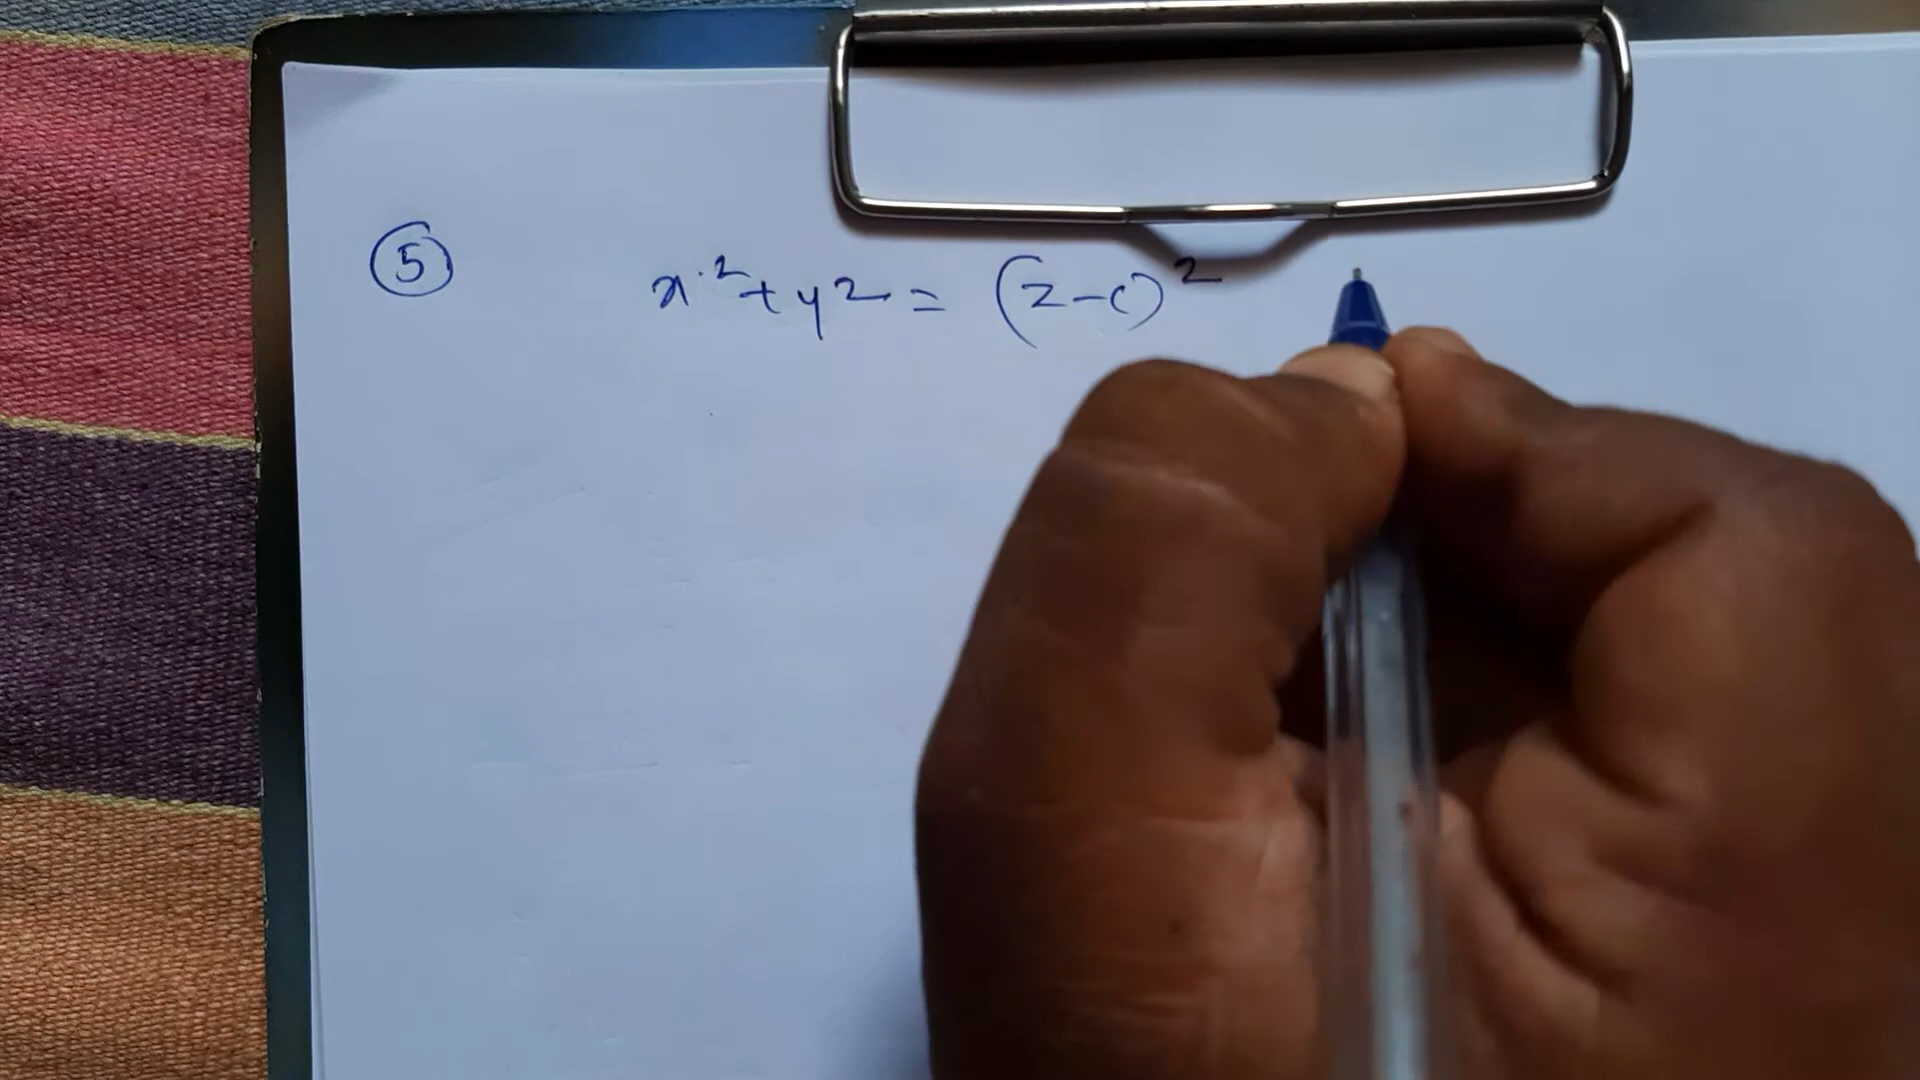 ⑤ x² + y² = (z-c)²